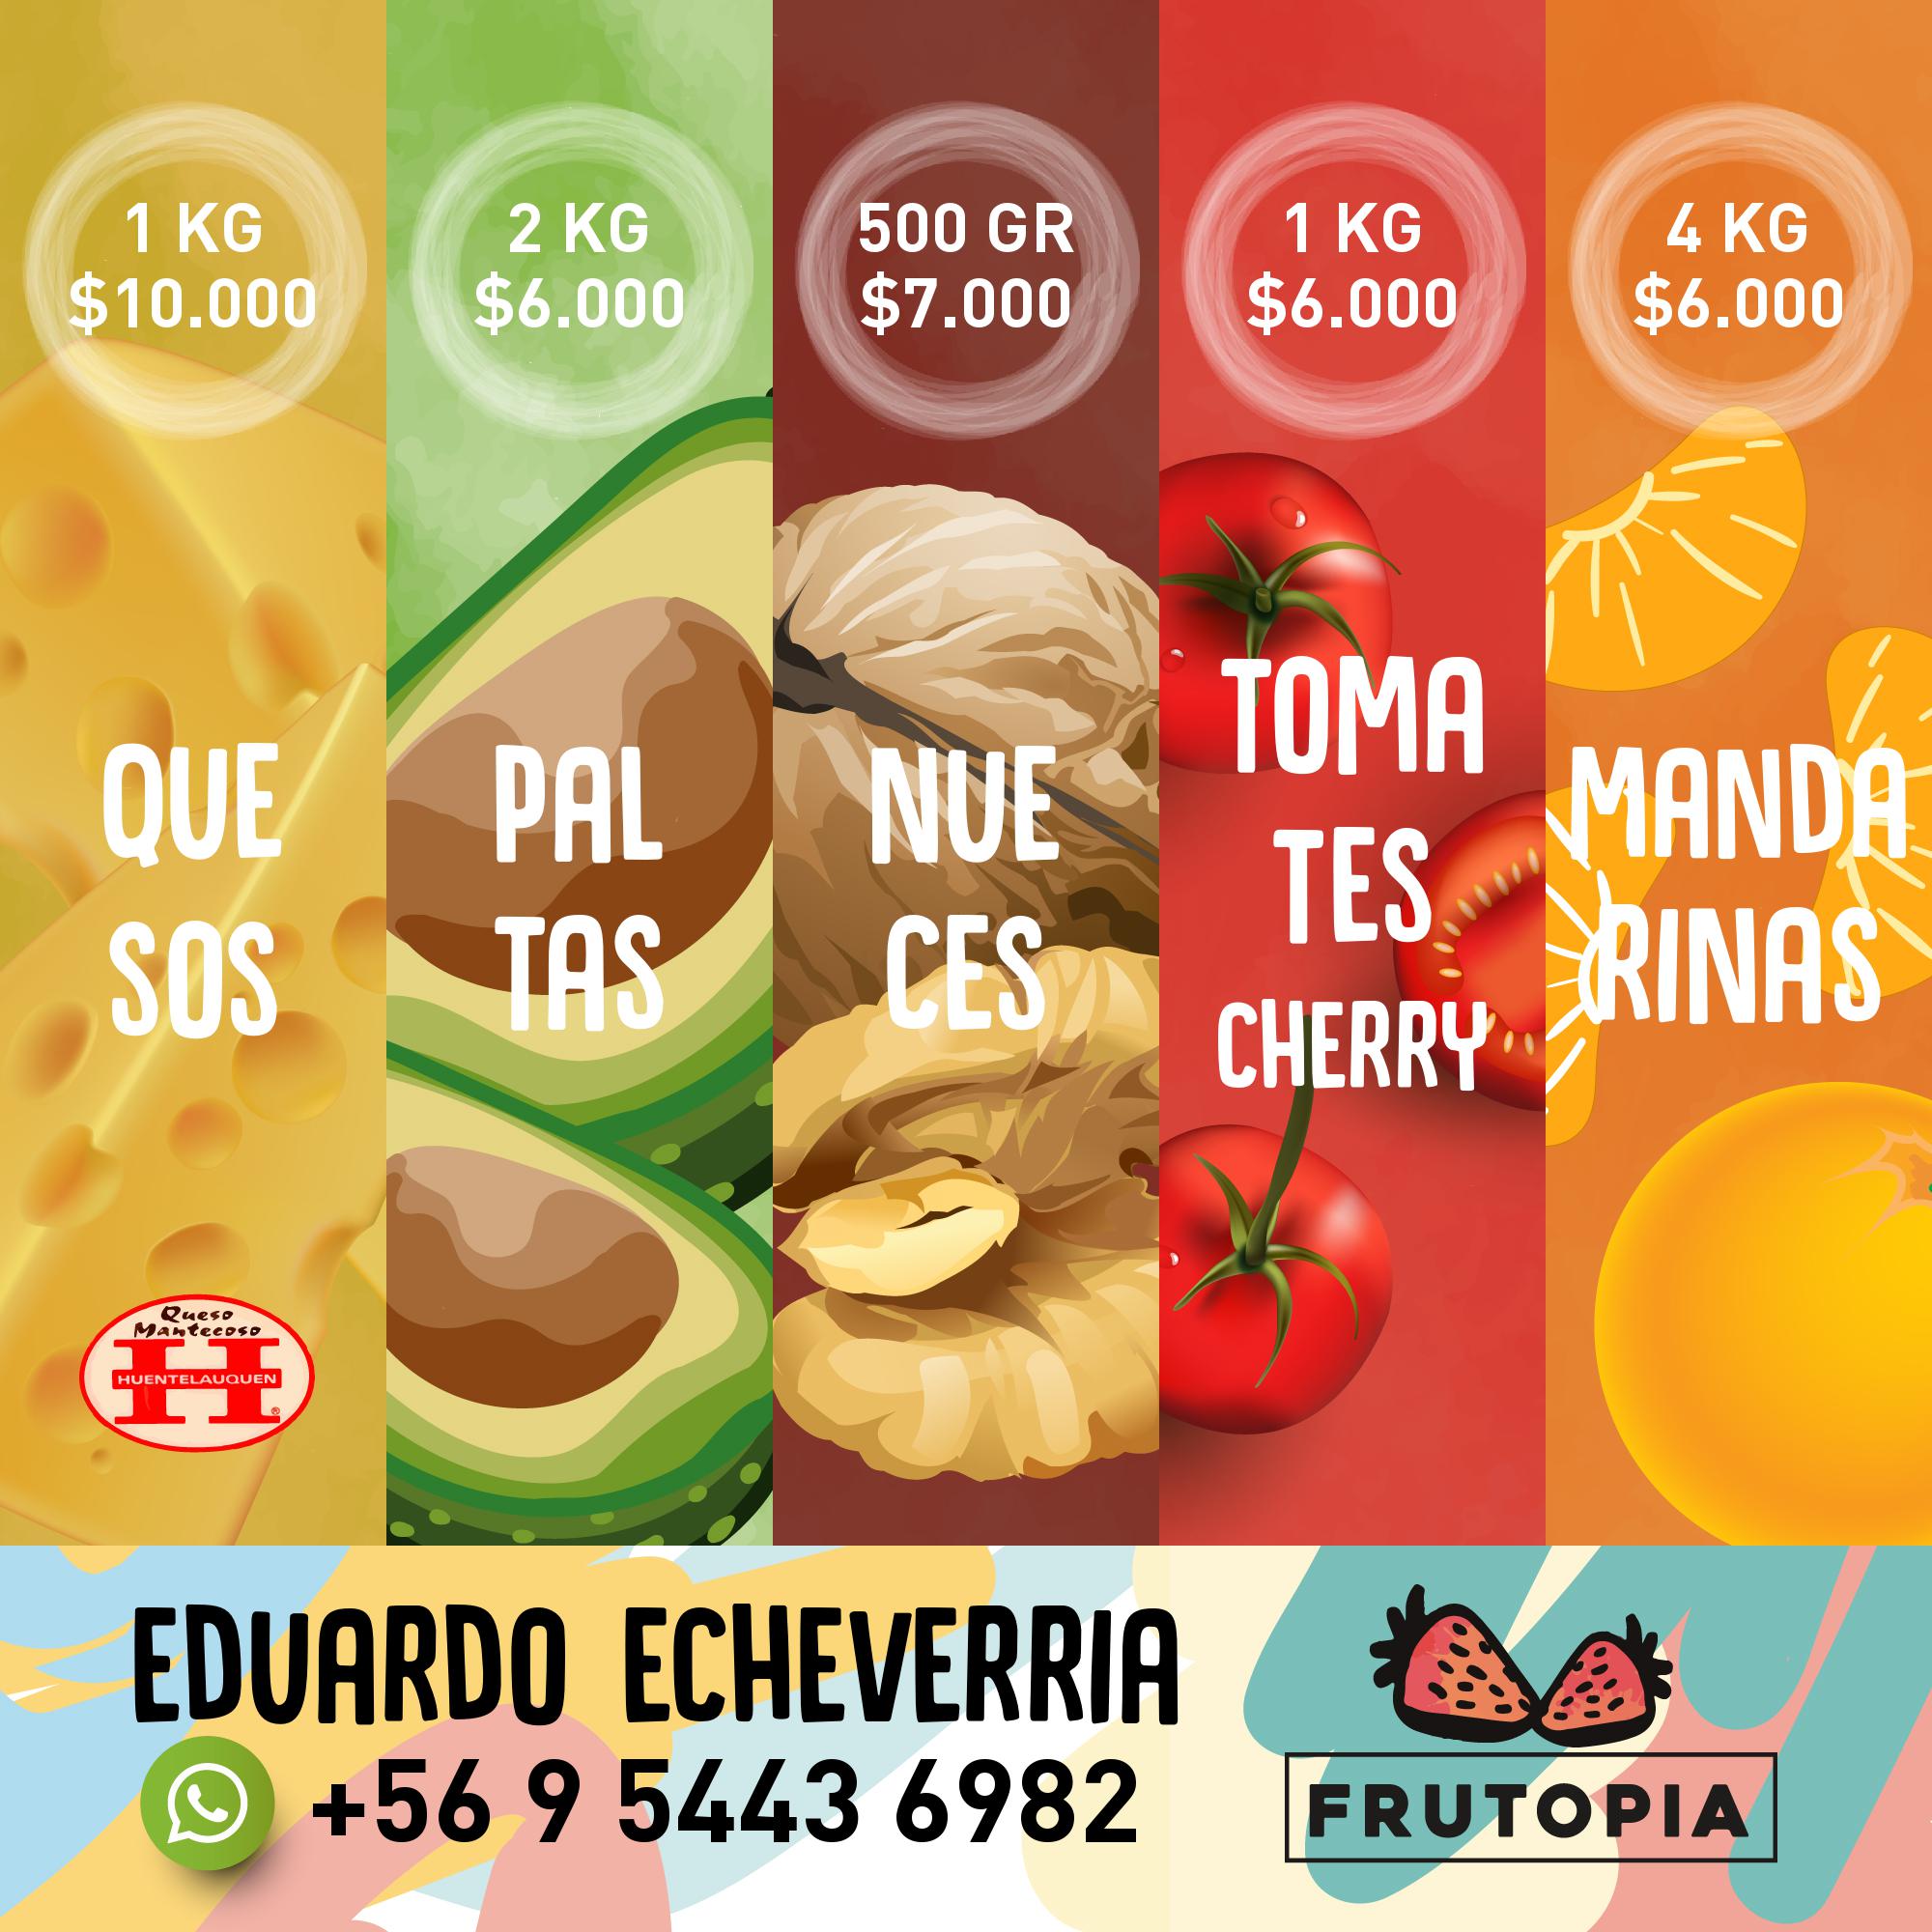 1 KG
$10.000
QUE
SOS
Queso
Mantecoso
H
HUENTELAUQUEN
®
2 KG
$6.000
PAL
TAS
500 GR
$7.000
NUE
CES
1 KG
$6.000
TOMA
TES
CHERRY
4 KG
$6.000
MANDA
RINAS
EDUARDO ECHEVERRIA
+56 9 5443 6982
FRUTOPIA